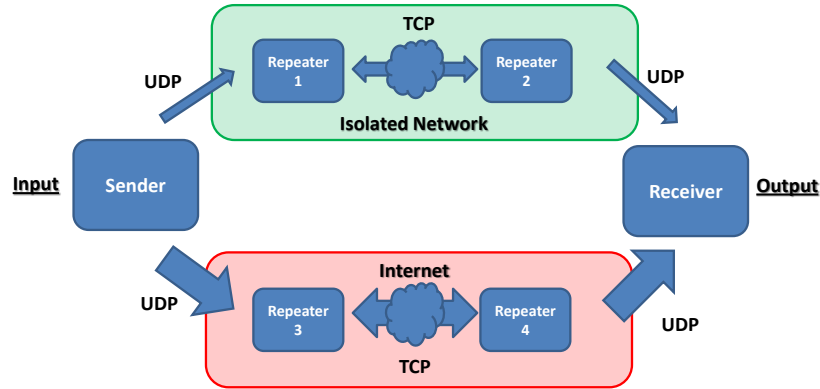 TCP
Repeater
1
Repeater
2
UDP
UDP
Isolated Network
Input
Sender
Receiver
Output
Internet
UDP
Repeater
3
Repeater
4
UDP
TCP